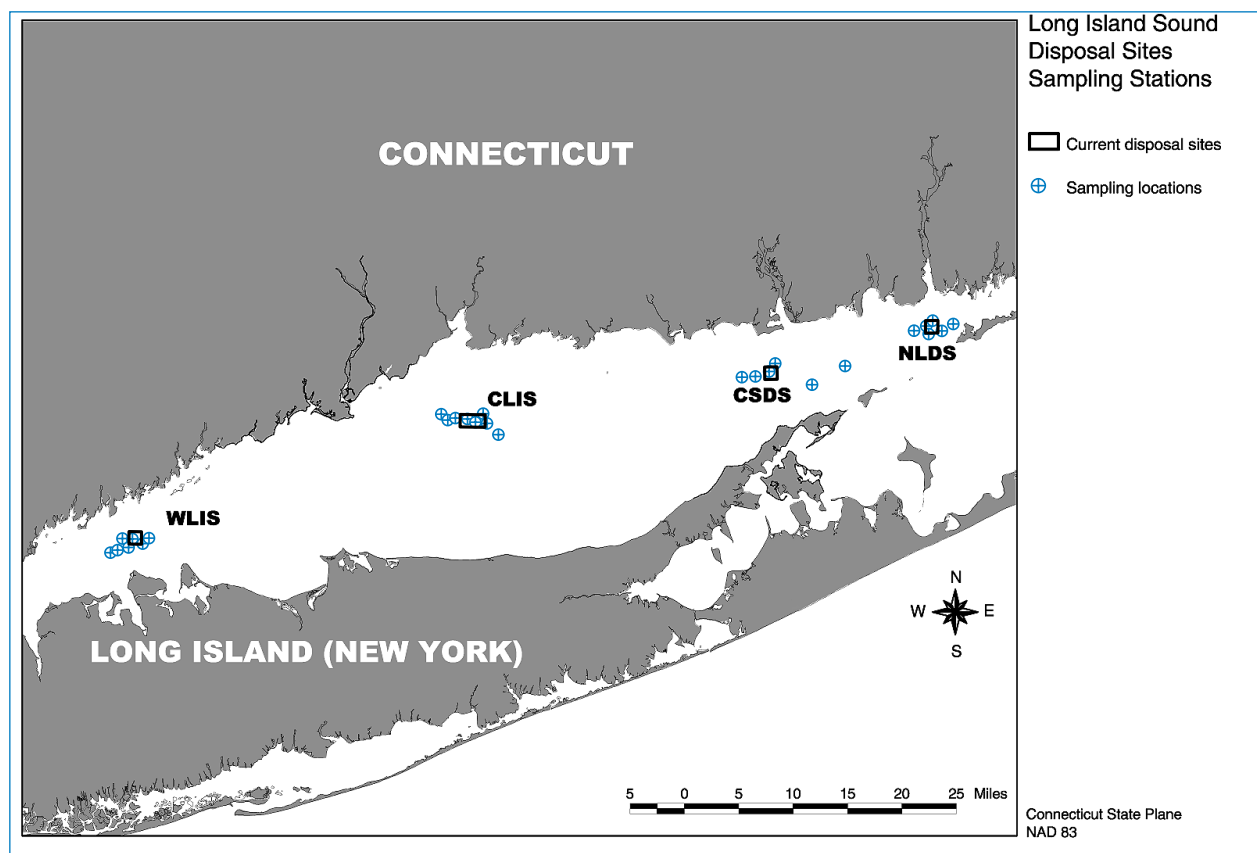 Long Island Sound
Disposal Sites
Sampling Stations
Current disposal sites
Sampling locations
CONNECTICUT
NLDS
CSDS
CLIS
WLIS
LONG ISLAND (NEW YORK)
N
W E
S
5 0 5 10 15 20 25 Miles
Connecticut State Plane
NAD 83